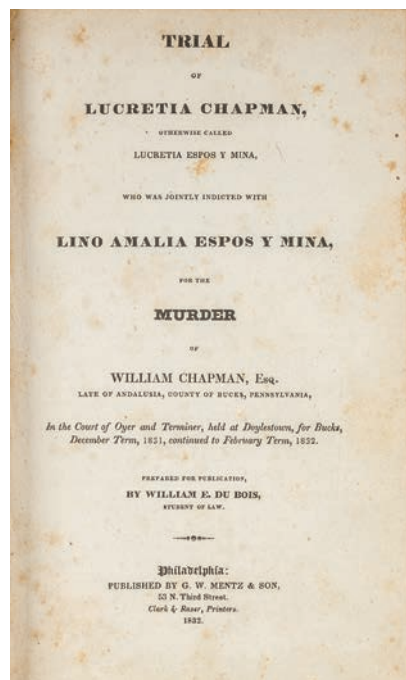 TRIAL
OF
LUCRETIA CHAPMAN,
OTHERWISE CALLED
LUCRETIA ESPOS Y MINA,
WHO WAS JOINTLY INDICTED WITH
LINO AMALIA ESPOS Y MINA,
FOR THE
MURDER
OF
WILLIAM CHAPMAN, Esq.
LATE OF ANDALUSIA, COUNTY OF BUCKS, PENNSYLVANIA,
In the Court of Oyer and Terminer, held at Doylestown, for Bucks,
December Term, 1831, continued to February Term, 1832.
PREPARED FOR PUBLICATION,
BY WILLIAM E. DU BOIS,
STUDENT OF LAW.
Philadelphia:
PUBLISHED BY G. W. MENTZ & SON,
53 N. Third Street.
Clark & Raser, Printers.
1832.